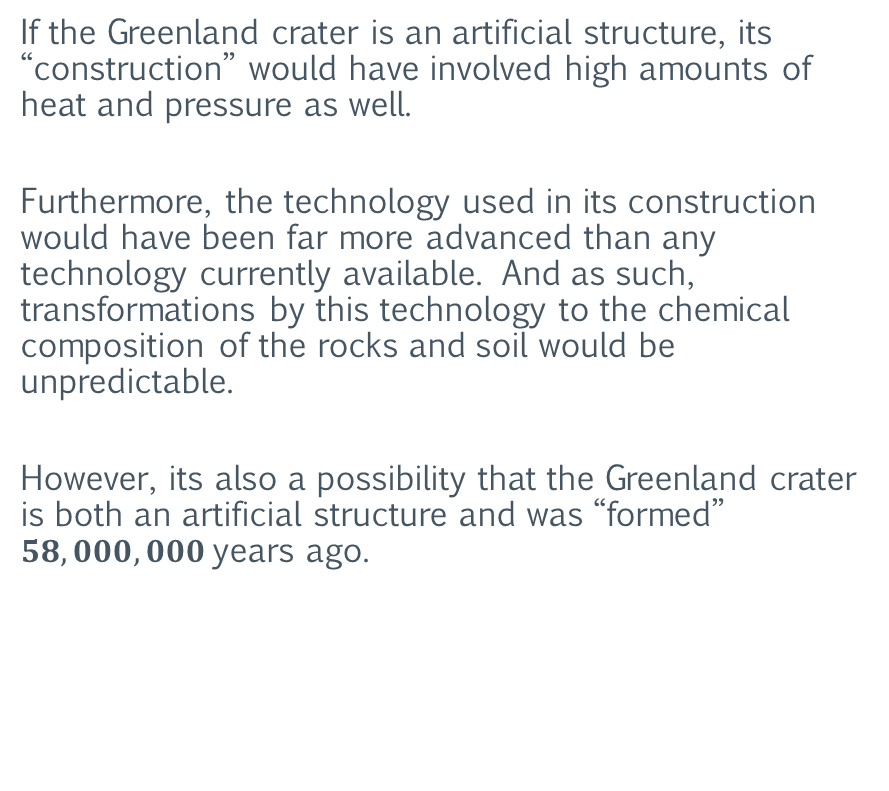 If the Greenland crater is an artificial structure, its
“construction” would have involved high amounts of
heat and pressure as well.
Furthermore, the technology used in its construction
would have been far more advanced than any
technology currently available.  And as such,
transformations by this technology to the chemical
composition of the rocks and soil would be
unpredictable.
However, its also a possibility that the Greenland crater
is both an artificial structure and was “formed”
58,000,000 years ago.